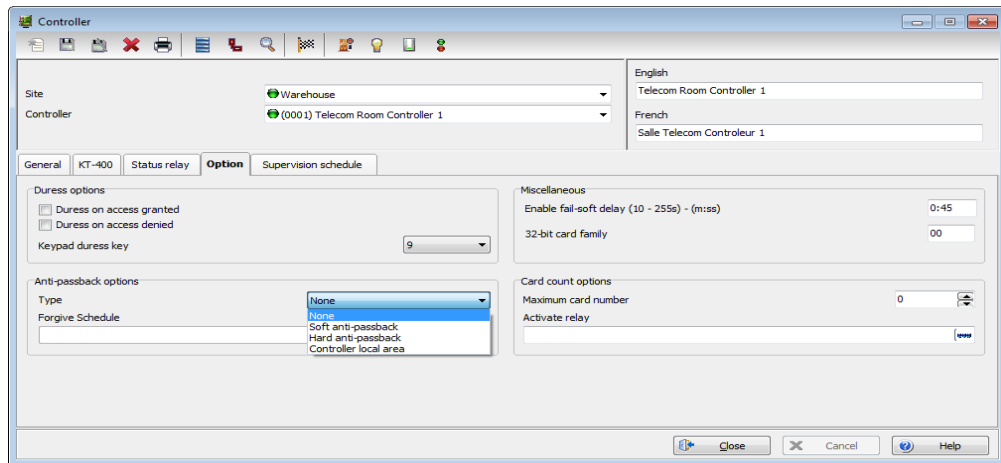 Controller
English
Site
Warehouse
Telecom Room Controller 1
Controller
(0001) Telecom Room Controller 1
French
Salle Telecom Controleur 1
General
KT-400
Status relay
Option
Supervision schedule
Duress options
Duress on access granted
Duress on access denied
Keypad duress key
9
Miscellaneous
Enable fail-soft delay (10 - 255s) - (m:ss)
0:45
32-bit card family
00
Anti-passback options
Type
None
Forgive Schedule
None
Soft anti-passback
Hard anti-passback
Controller local area
Card count options
Maximum card number
0
Activate relay
Close
Cancel
Help